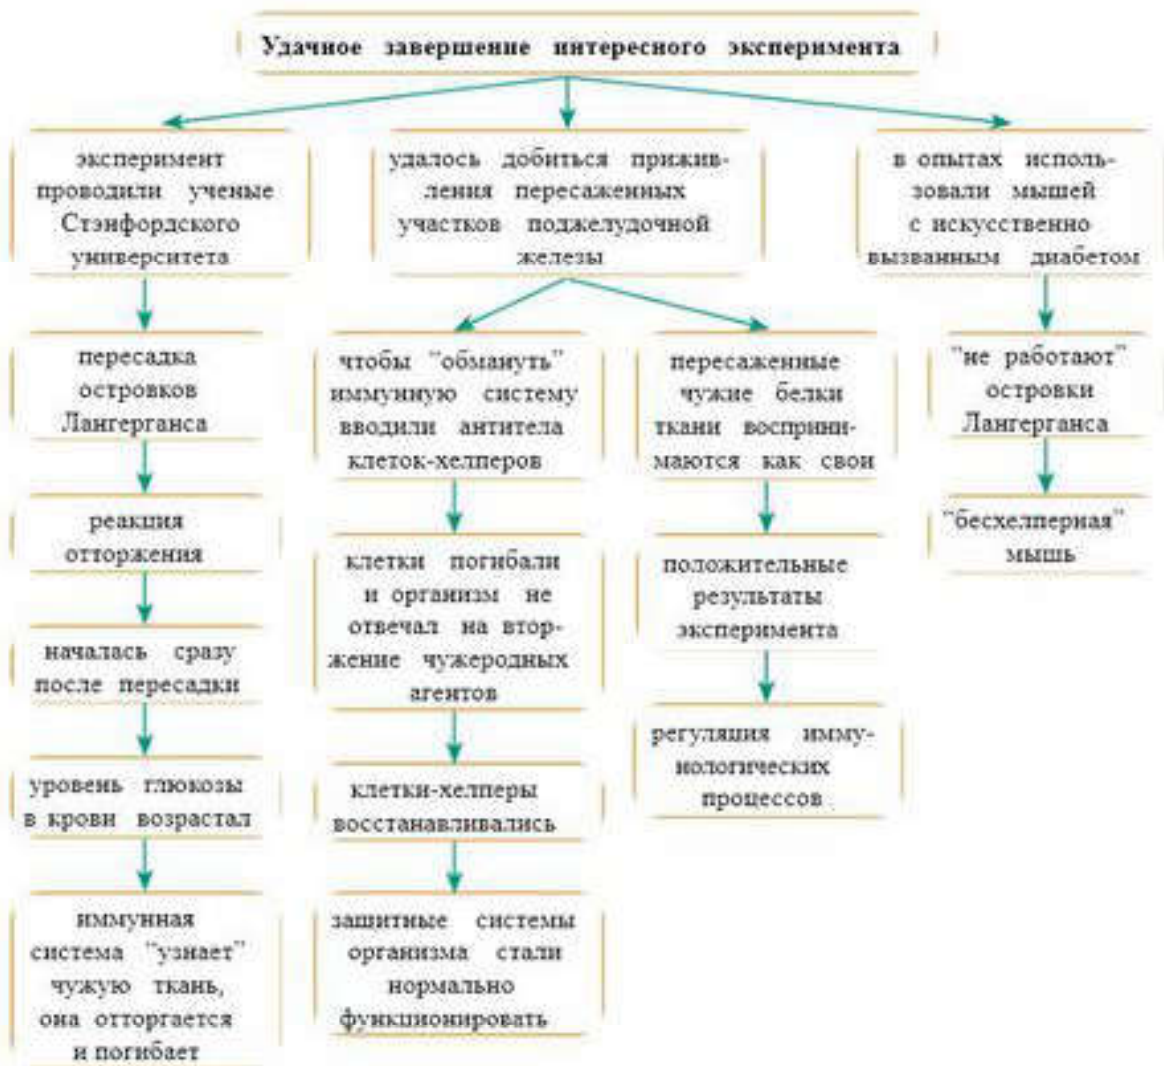 Удачное завершение интересного эксперимента
эксперимент
проводили ученые
Стэнфордского
университета
удалось добиться прижив-
ления пересаженных
участков поджелудочной
железы
в опытах исполь-
зовали мышей
с искусственно
вызванным диабетом
пересадка
островков
Лангерганса
чтобы "обмануть"
иммунную систему
вводили антитела
клеток-хелперов
пересаженные
чужие белки
ткани восприни-
маются как свои
"не работают"
островки
Лангерганса
реакция
отторжения
клетки погибали
и организм не
отвечал на втор-
жение чужеродных
агентов
положительные
результаты
эксперимента
"бесхелперная"
мышь
началась сразу
после пересадки
регуляция имму-
нологических
процессов
уровень глюкозы
в крови возрастал
клетки-хелперы
восстанавливались
иммунная
система "узнает"
чужую ткань,
она отторгается
и погибает
защитные системы
организма стали
нормально
функционировать